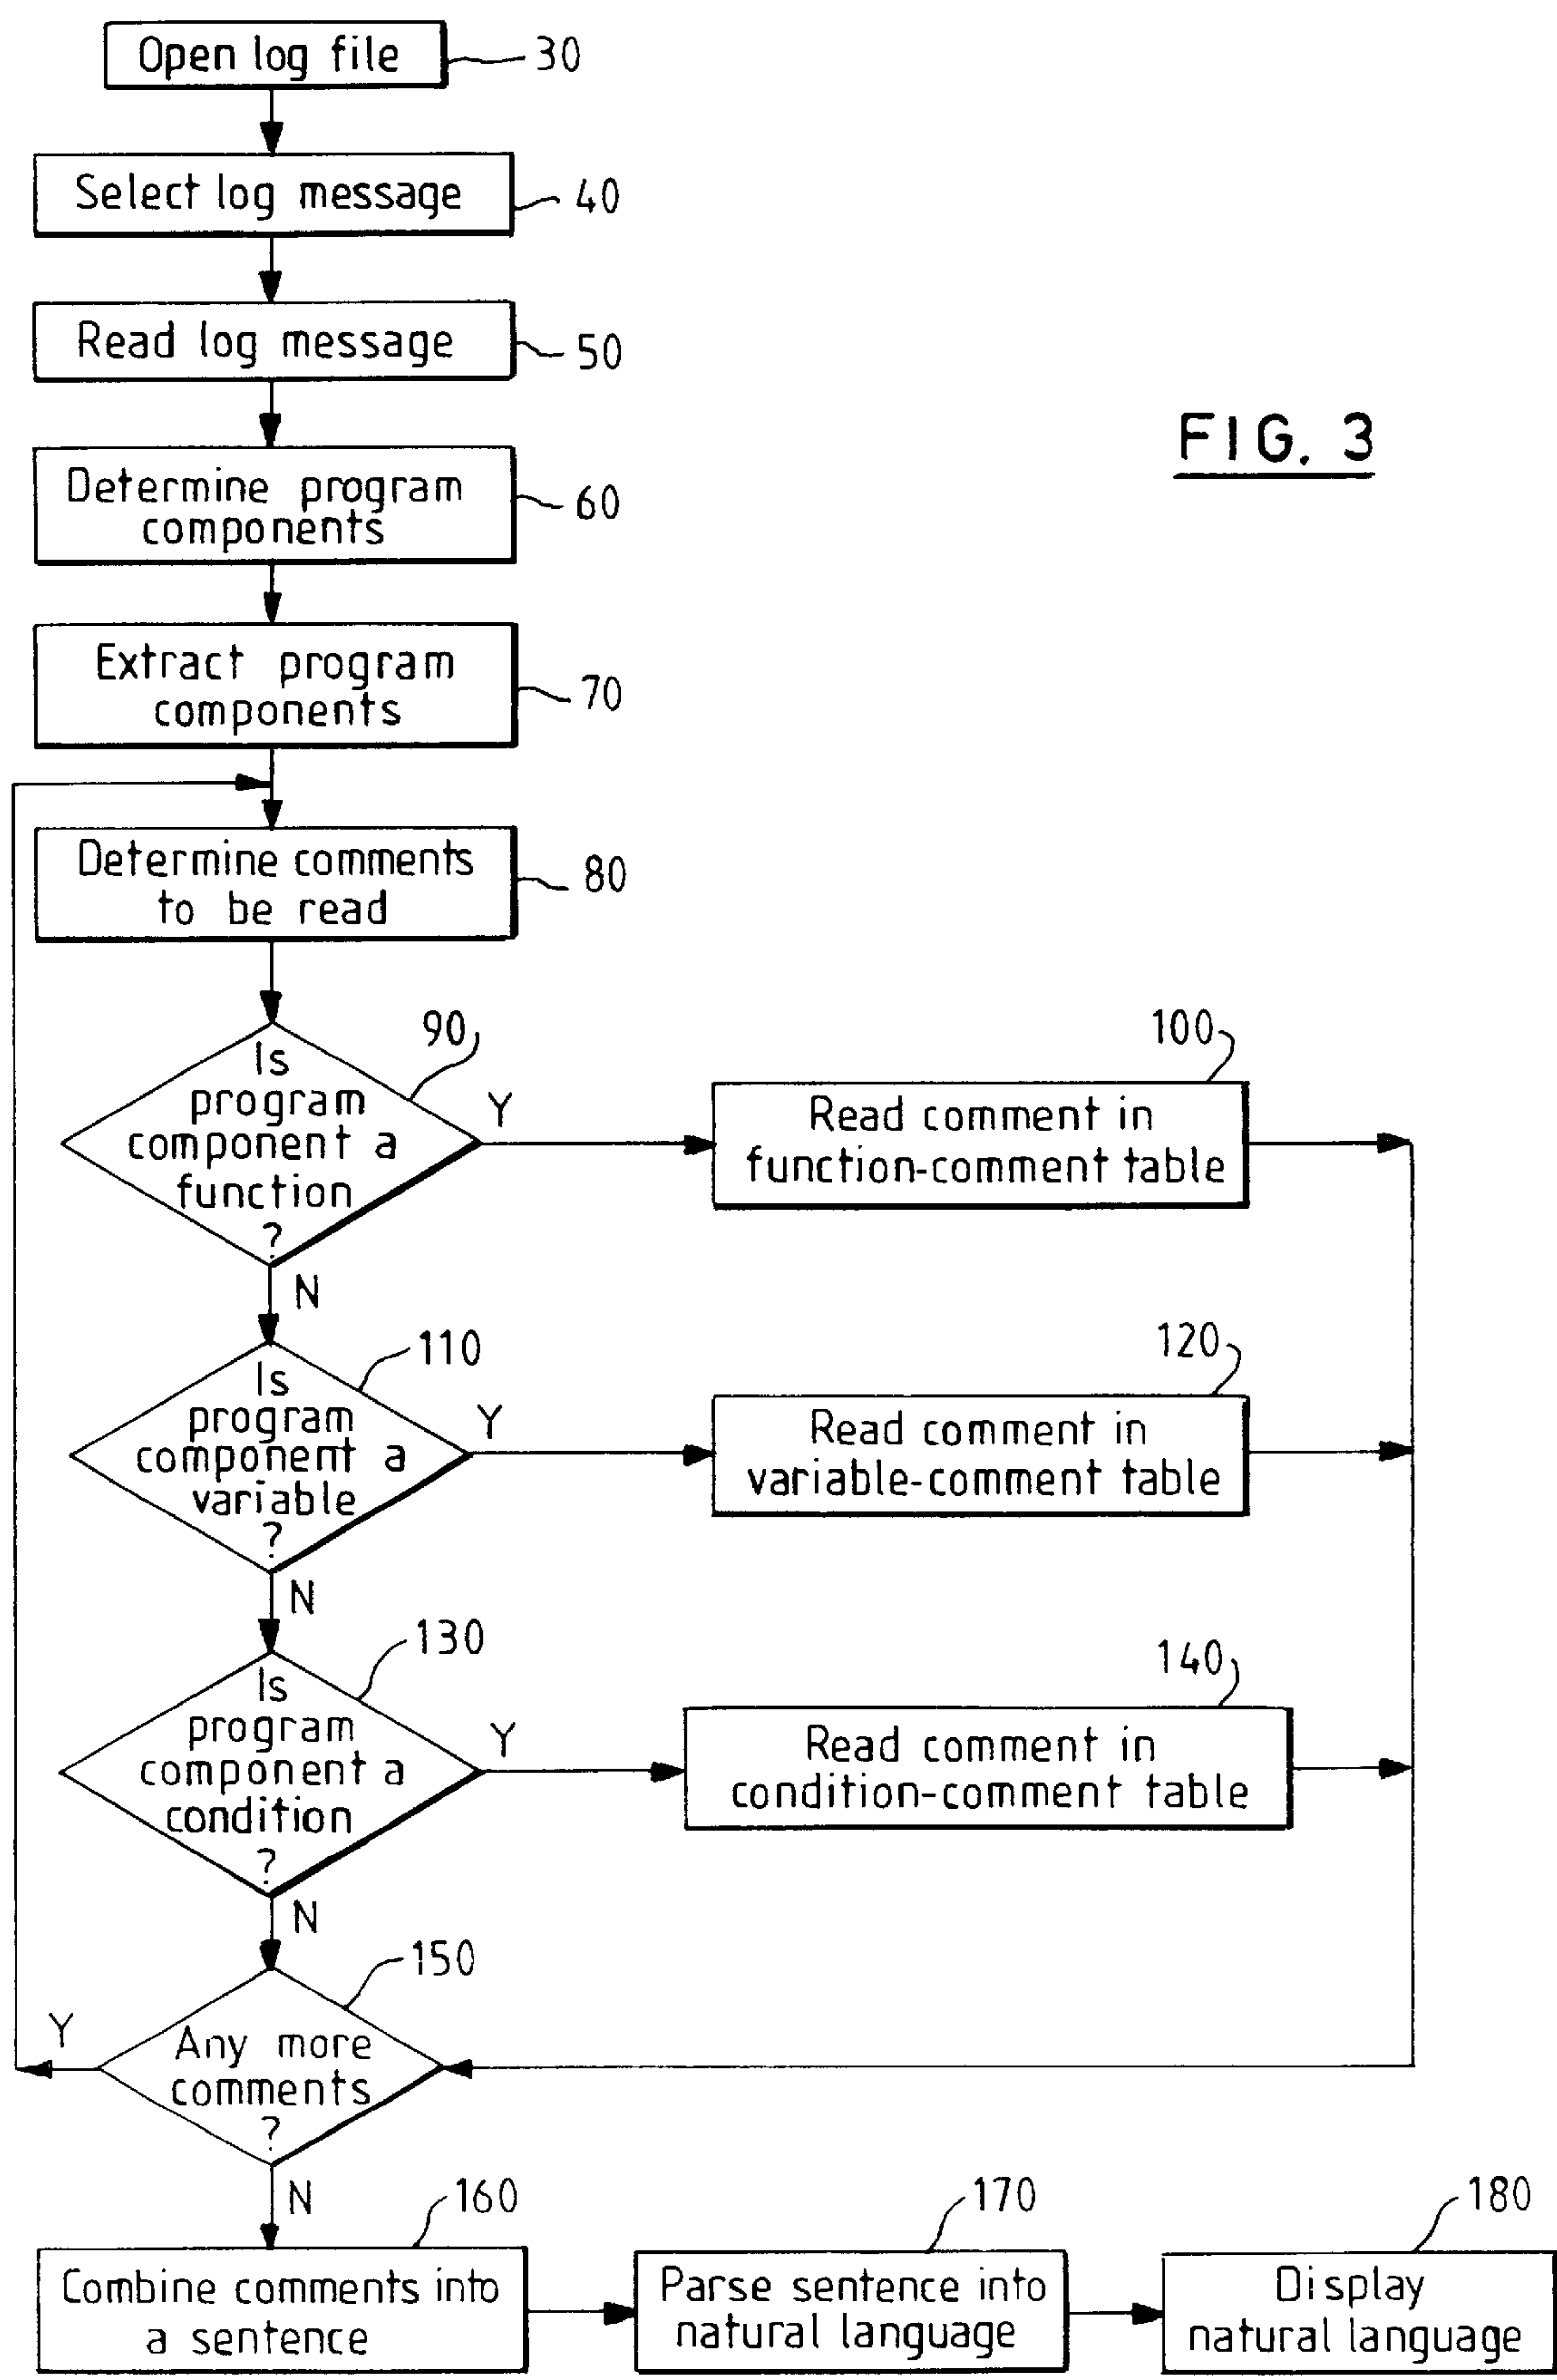 Open log file
30
Select log message
40
Read log message
50
FIG. 3
Determine program
components
60
Extract program
components
70
Determine comments
to be read
80
90
Is
program
component a
function
?
Y
N
100
Read comment in
function-comment table
110
Is
program
component a
variable
?
Y
N
120
Read comment in
variable-comment table
130
Is
program
component a
condition
?
Y
N
140
Read comment in
condition-comment table
150
Any more
comments
?
Y
N
160
Combine comments into
a sentence
170
Parse sentence into
natural language
180
Display
natural language